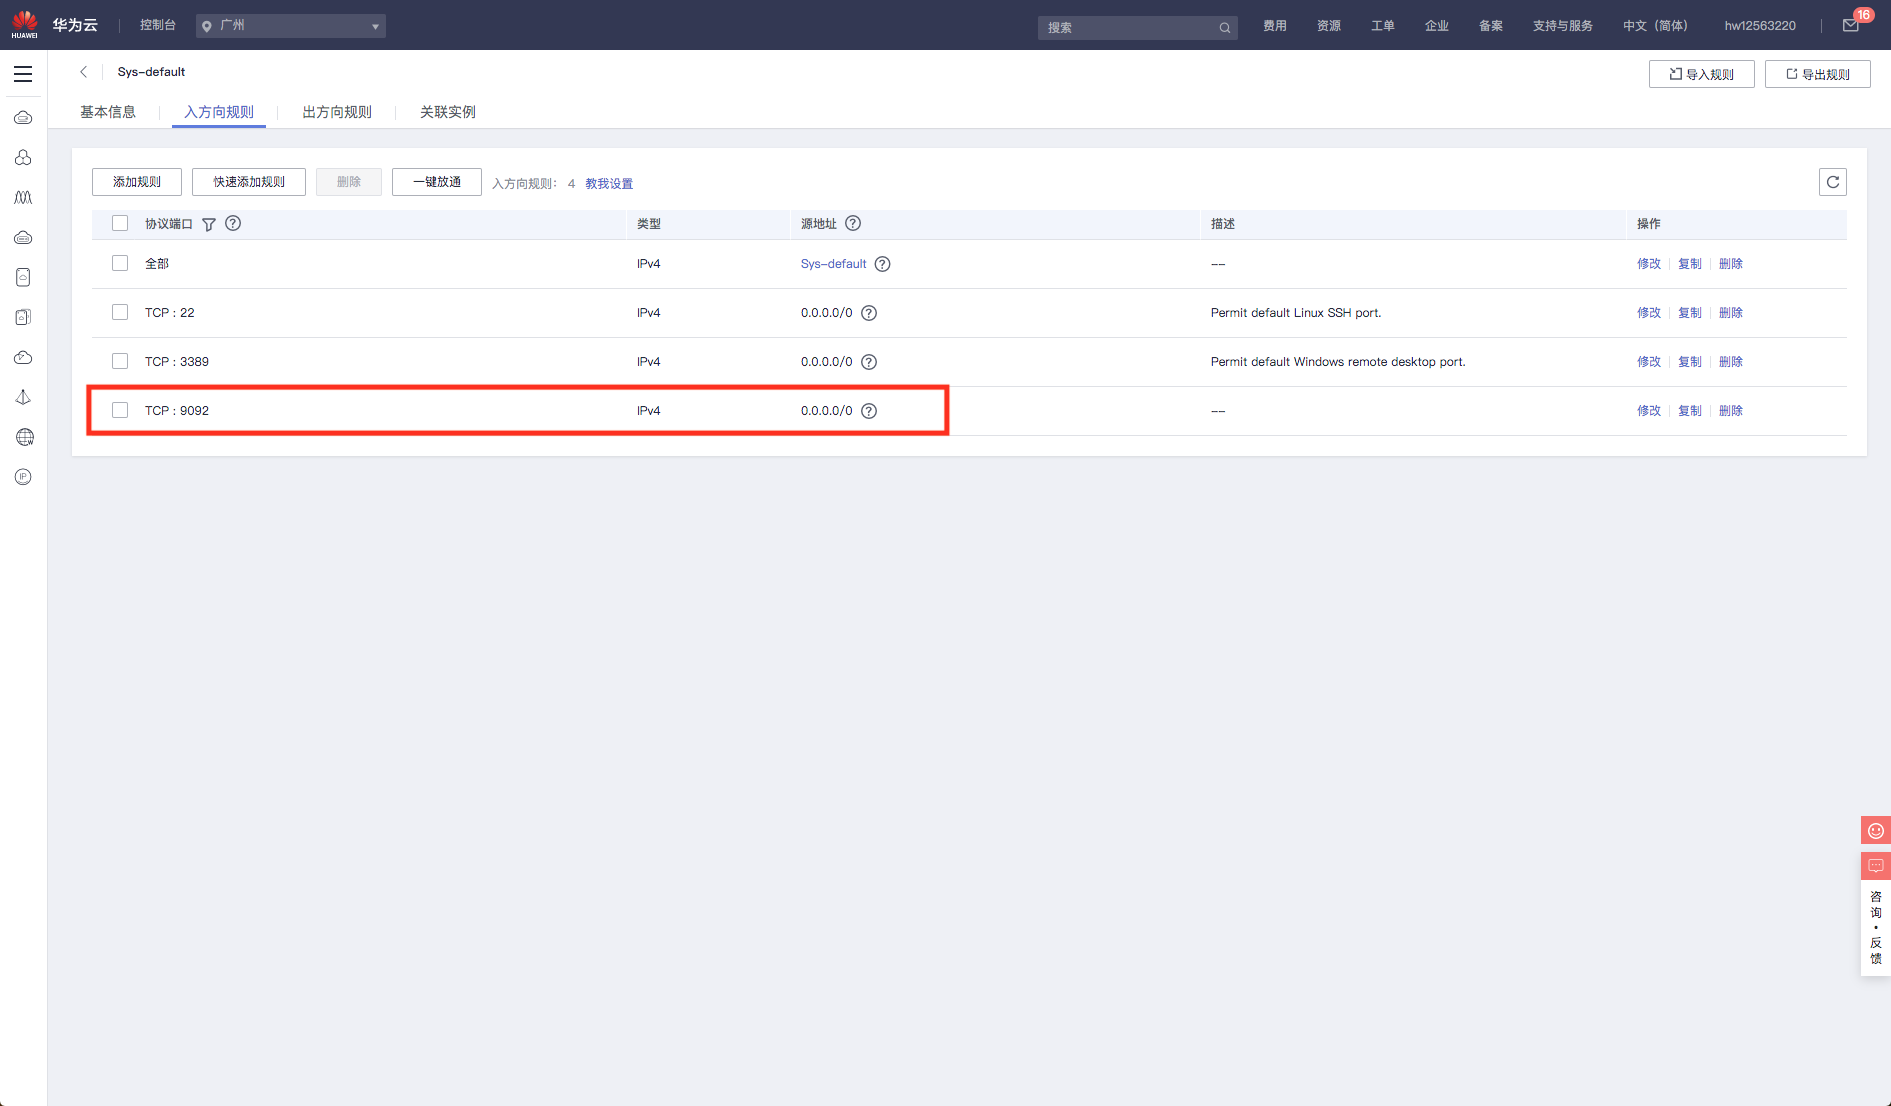 HUAWEI 华为云 控制台 广州 搜索 费用 资源 工单 企业 备案 支持与服务 中文（简体） hw12563220 16
Sys-default 导入规则 导出规则
基本信息 入方向规则 出方向规则 关联实例
添加规则 快速添加规则 删除 一键放通 入方向规则： 4 教我设置
协议端口 类型 源地址 描述 操作
全部 IPv4 Sys-default -- 修改 复制 删除
TCP : 22 IPv4 0.0.0.0/0 Permit default Linux SSH port. 修改 复制 删除
TCP : 3389 IPv4 0.0.0.0/0 Permit default Windows remote desktop port. 修改 复制 删除
TCP : 9092 IPv4 0.0.0.0/0 -- 修改 复制 删除
IP
咨询·反馈